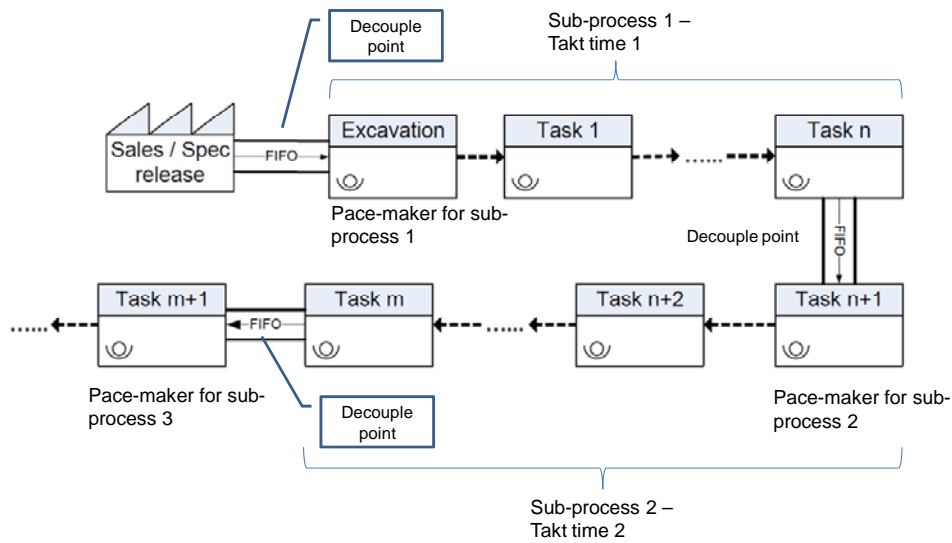 Decouple
point
Sub-process 1 –
Takt time 1
Sales / Spec
release
FIFO
Excavation
Task 1
......
Task n
Pace-maker for sub-
process 1
Decouple point
FIFO
......
Task m+1
FIFO
Task m
......
Task n+2
Task n+1
Pace-maker for sub-
process 3
Decouple
point
Pace-maker for sub-
process 2
Sub-process 2 –
Takt time 2